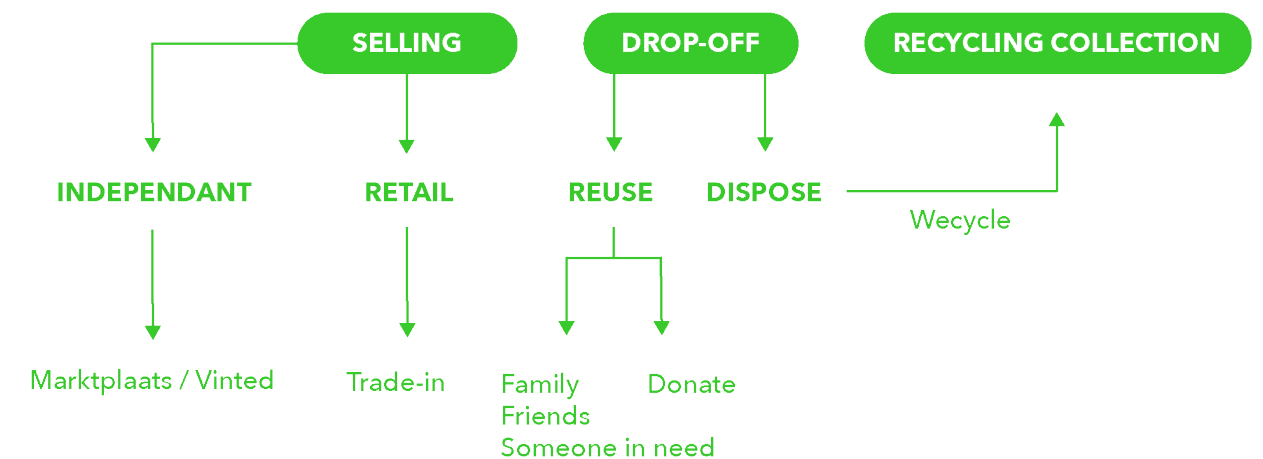 SELLING
DROP-OFF
RECYCLING COLLECTION
INDEPENDANT
RETAIL
REUSE
DISPOSE
Wecycle
Marktplaats / Vinted
Trade-in
Family
Friends
Someone in need
Donate